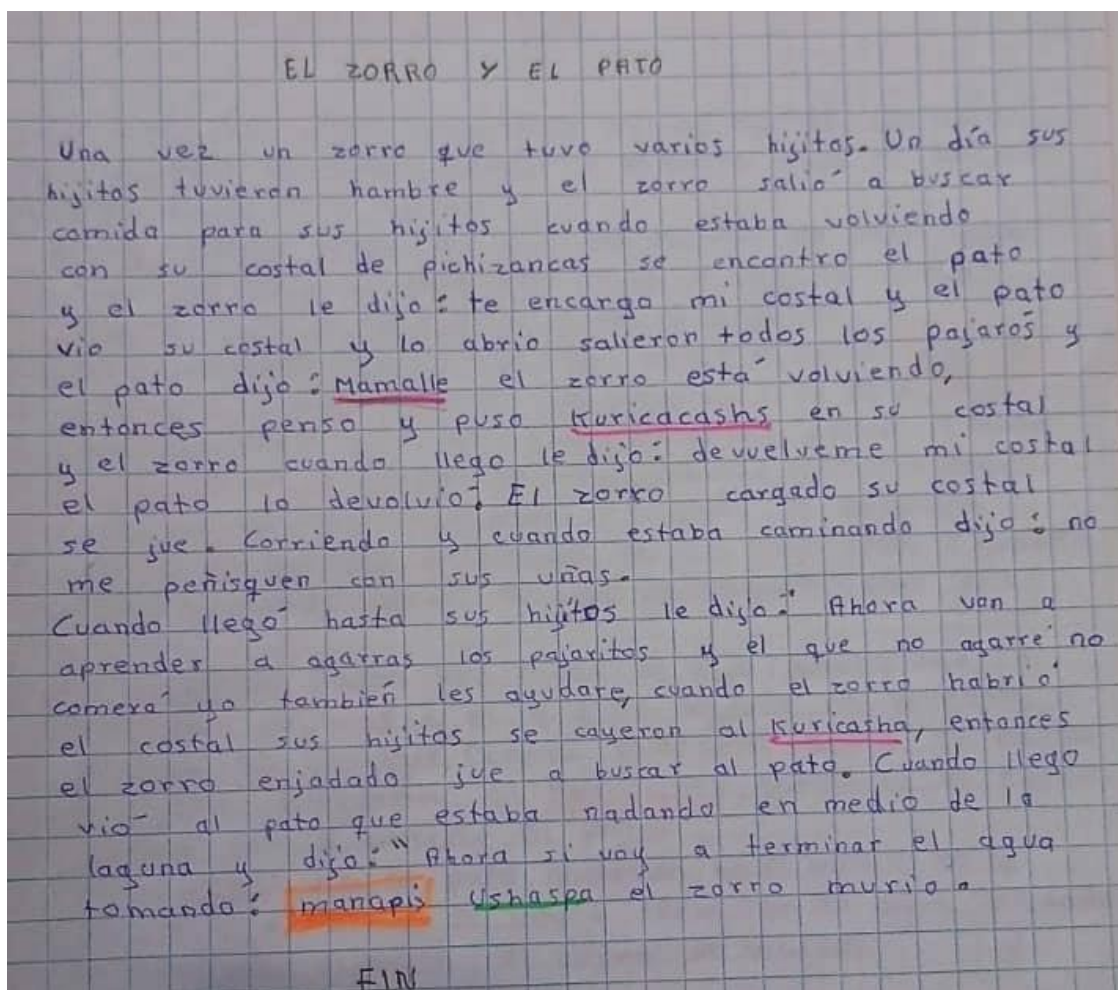 EL ZORRO Y EL PATO
Una vez un zorro que tuvo varios hijitos. Un día sus
hijitos tuvieron hambre y el zorro salió a buscar
comida para sus hijitos cuando estaba volviendo
con su costal de pichizancas se encontro el pato
y el zorro le dijo: te encargo mi costal y el pato
vio su costal y lo abrio salieron todos los pajaros y
el pato dijo: Mamalle el zorro está volviendo,
entonces penso y puso Kuricacashs en su costal
y el zorro cuando llego le dijo: devuelveme mi costal
el pato lo devolvio. El zorro cargado su costal
se jue. Corriendo y cuando estaba caminando dijo: no
me peñisquen con sus uñas.
Cuando llegó hasta sus hijitos le dijo: Ahora van a
aprender a agarras los pajaritos y el que no agarre no
comerá yo tambien les ayudare, cuando el zorro habrió
el costal sus hijitos se cayeron al Kuricasha, entonces
el zorro enjadado jue a buscar al pato. Cuando llego
vio al pato que estaba nadando en medio de la
laguna y dijo: "Ahora si voy a terminar el agua
tomando: manapis Ushaspa el zorro murio.
FIN